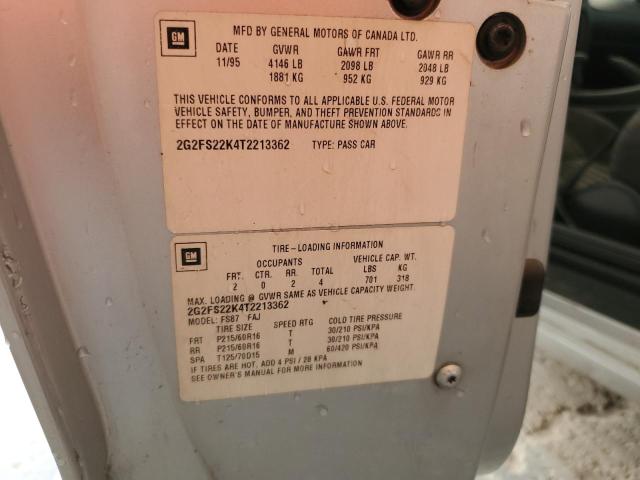 GM
MFD BY GENERAL MOTORS OF CANADA LTD.
DATE GVWR GAWR FRT GAWR RR
11/95 4146 LB 2098 LB 2048 LB
1881 KG 952 KG 929 KG
THIS VEHICLE CONFORMS TO ALL APPLICABLE U.S. FEDERAL MOTOR
VEHICLE SAFETY, BUMPER, AND THEFT PREVENTION STANDARDS IN
EFFECT ON THE DATE OF MANUFACTURE SHOWN ABOVE.
2G2FS22K4T2213362 TYPE: PASS CAR
GM
TIRE-LOADING INFORMATION
OCCUPANTS VEHICLE CAP. WT.
FRT. CTR. RR. TOTAL LBS KG
2 0 2 4 701 318
MAX. LOADING @ GVWR SAME AS VEHICLE CAPACITY WEIGHT.
2G2FS22K4T2213362
MODEL: FS87 FAJ
TIRE SIZE SPEED RTG COLD TIRE PRESSURE
FRT P215/60R16 T 30/210 PSI/KPA
RR P215/60R16 T 30/210 PSI/KPA
SPA T125/70D15 M 60/420 PSI/KPA
IF TIRES ARE HOT, ADD 4 PSI / 28 KPA
SEE OWNER'S MANUAL FOR MORE INFORMATION